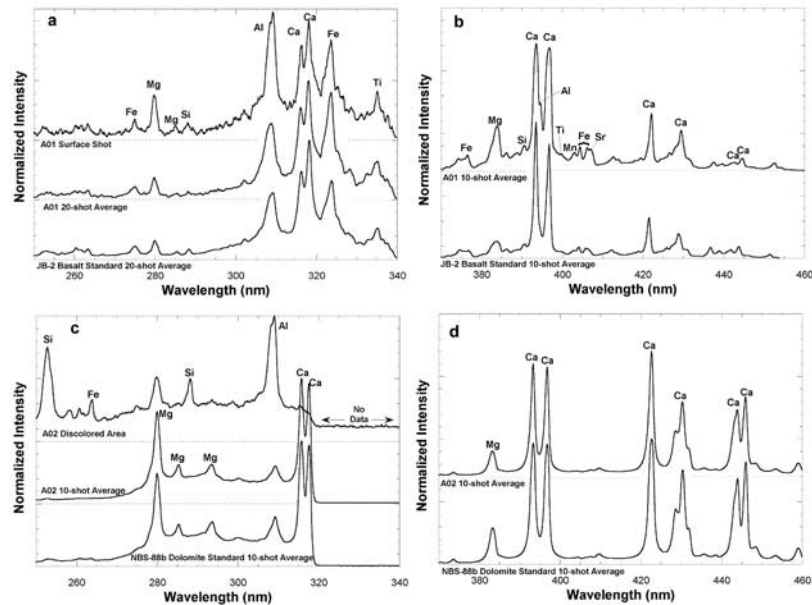 a
Al
Ca
Ca
Fe
Mg
Fe
Mg
Si
Ti
A01 Surface Shot
A01 20-shot Average
JB-2 Basalt Standard 20-shot Average
Normalized Intensity
260 280 300 320 340
Wavelength (nm)
b
Ca
Ca
Al
Mg
Fe
Si
Ti
Mn
Fe
Sr
Ca
Ca
Ca
Ca
A01 10-shot Average
JB-2 Basalt Standard 10-shot Average
Normalized Intensity
380 400 420 440 460
Wavelength (nm)
c
Si
Fe
Si
Al
Ca
Ca
No
Data
A02 Discolored Area
Mg
Mg
Mg
A02 10-shot Average
NBS-88b Dolomite Standard 10-shot Average
Normalized Intensity
260 280 300 320 340
Wavelength (nm)
d
Ca
Ca
Ca
Ca
Ca
Ca
Mg
A02 10-shot Average
NBS-88b Dolomite Standard 10-shot Average
Normalized Intensity
380 400 420 440 460
Wavelength (nm)